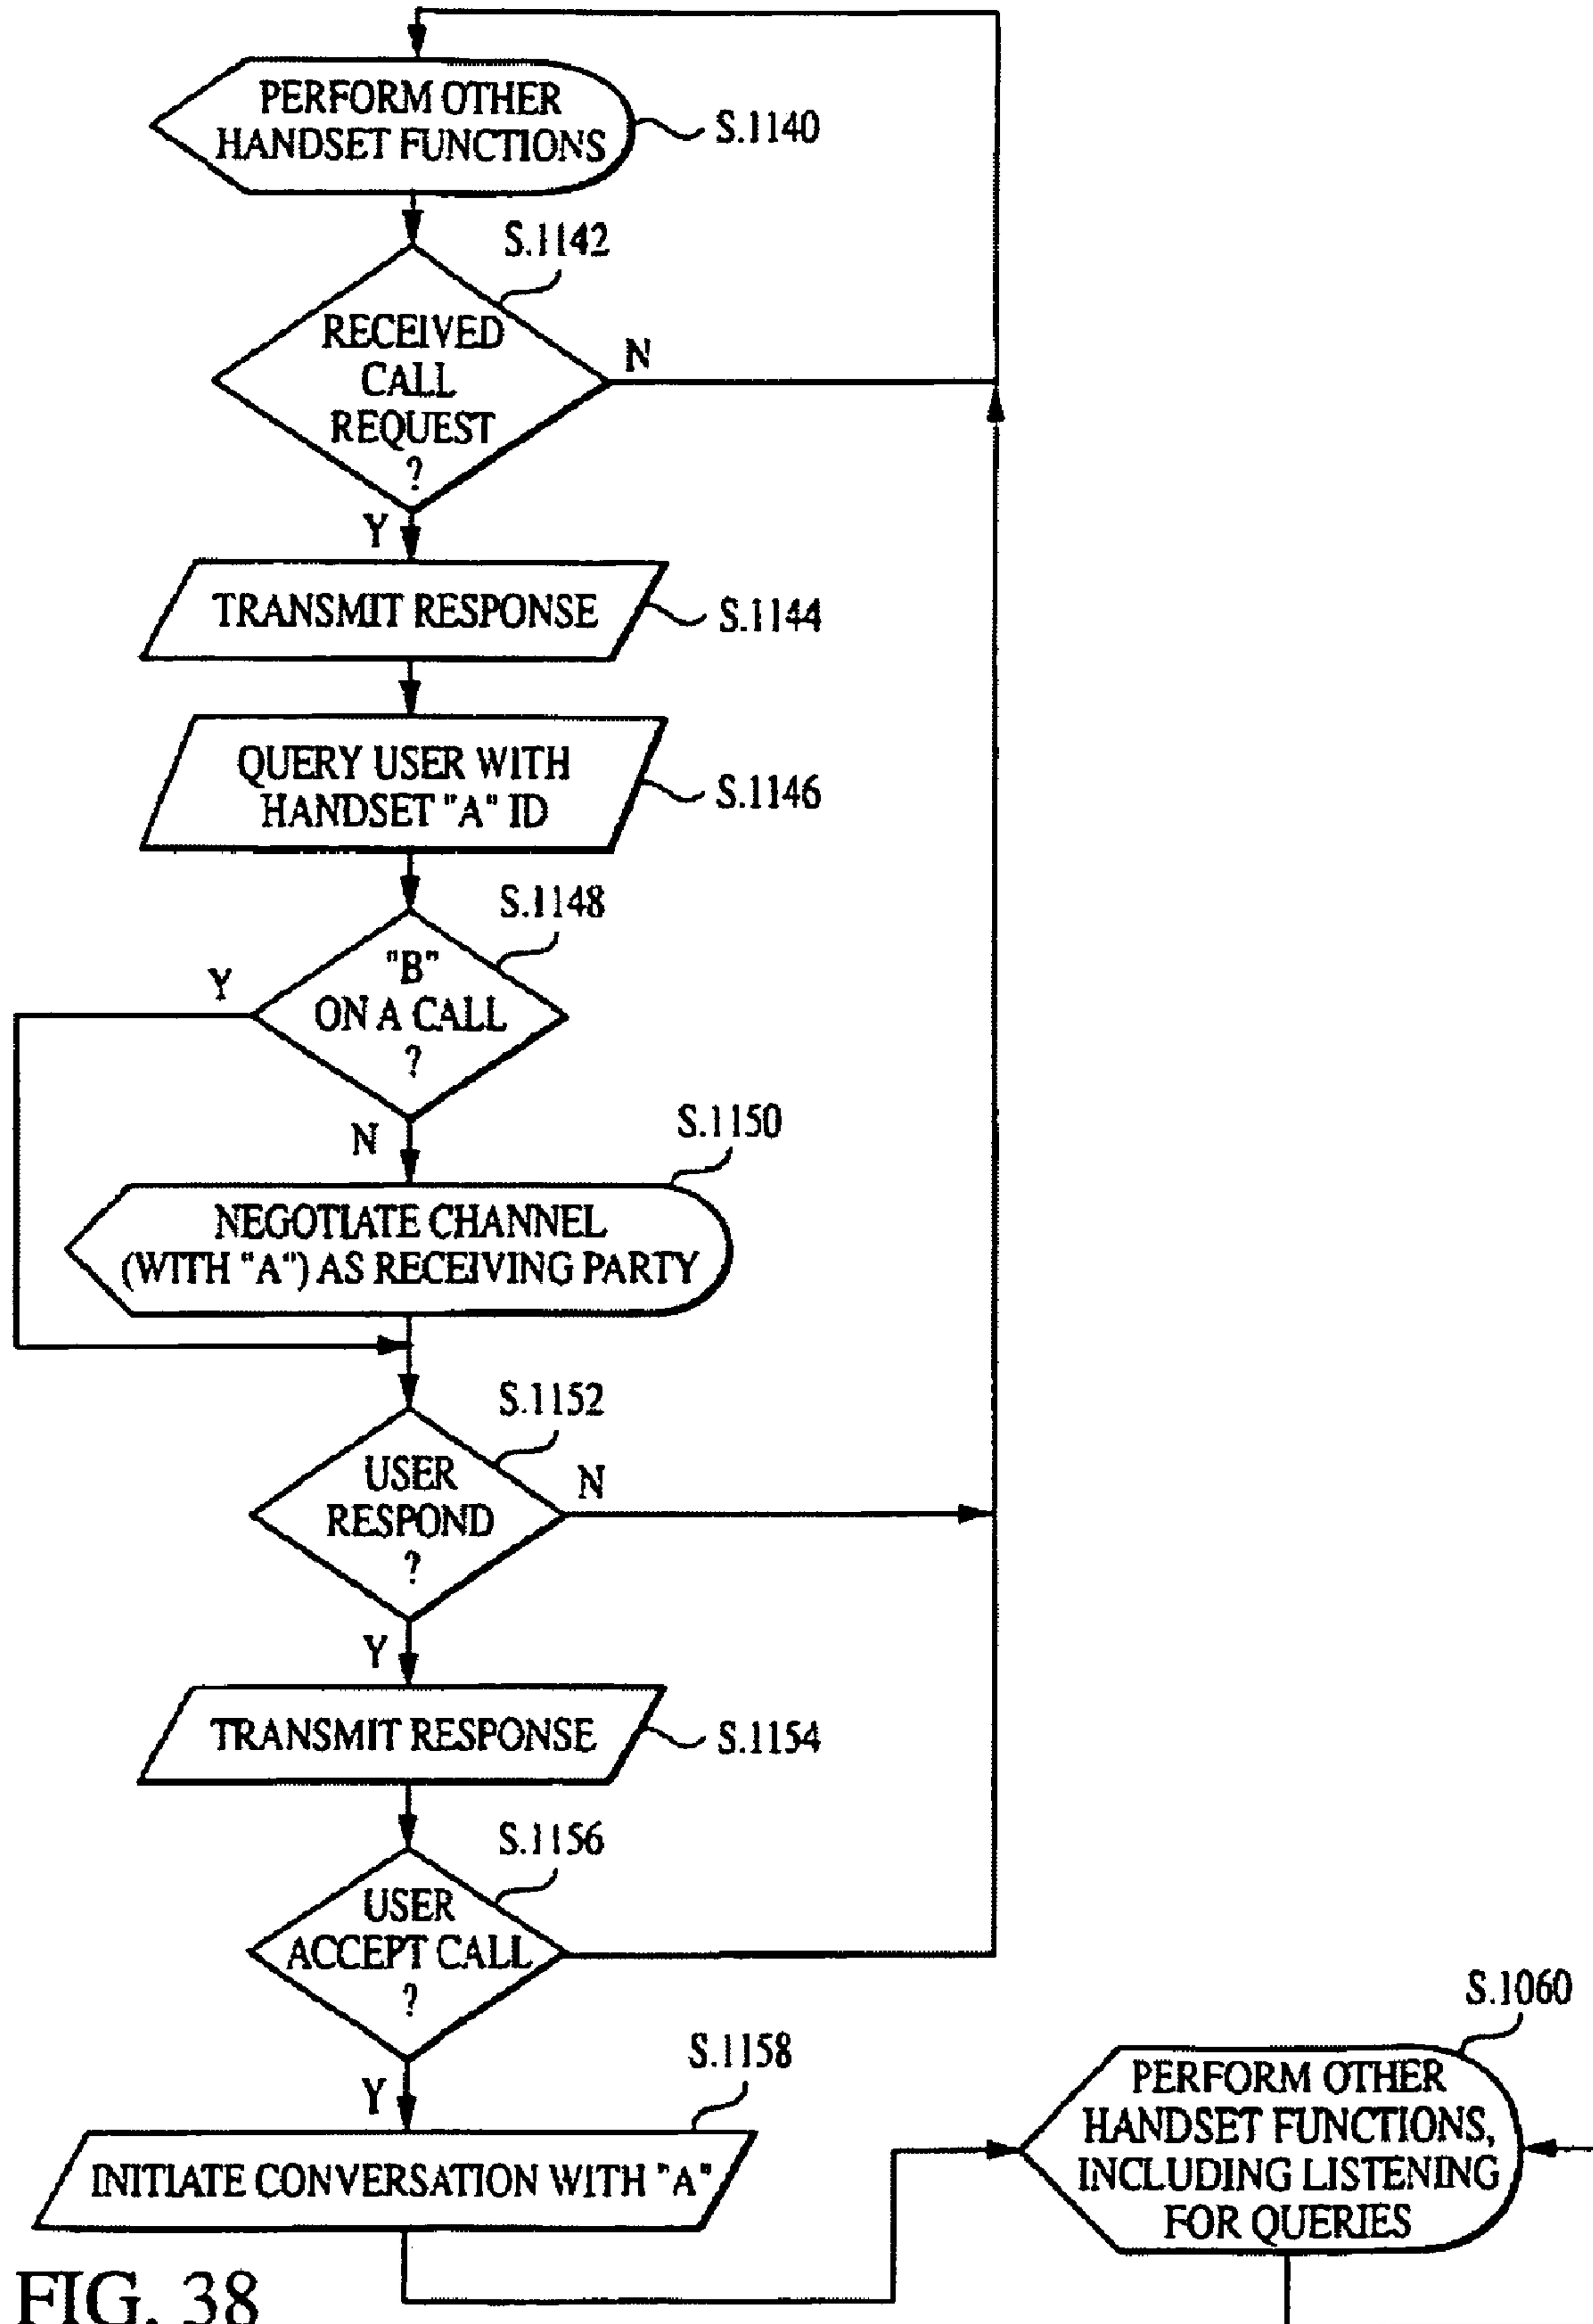 PERFORM OTHER
HANDSET FUNCTIONS
S.1140
S.1142
RECEIVED
CALL
REQUEST
?
N
Y
TRANSMIT RESPONSE
S.1144
QUERY USER WITH
HANDSET "A" ID
S.1146
S.1148
"B"
ON A CALL
?
Y
N
S.1150
NEGOTIATE CHANNEL
(WITH "A") AS RECEIVING PARTY
S.1152
USER
RESPOND
?
N
Y
TRANSMIT RESPONSE
S.1154
S.1156
USER
ACCEPT CALL
?
Y
S.1158
INITIATE CONVERSATION WITH "A"
S.1060
PERFORM OTHER
HANDSET FUNCTIONS,
INCLUDING LISTENING
FOR QUERIES
FIG. 38